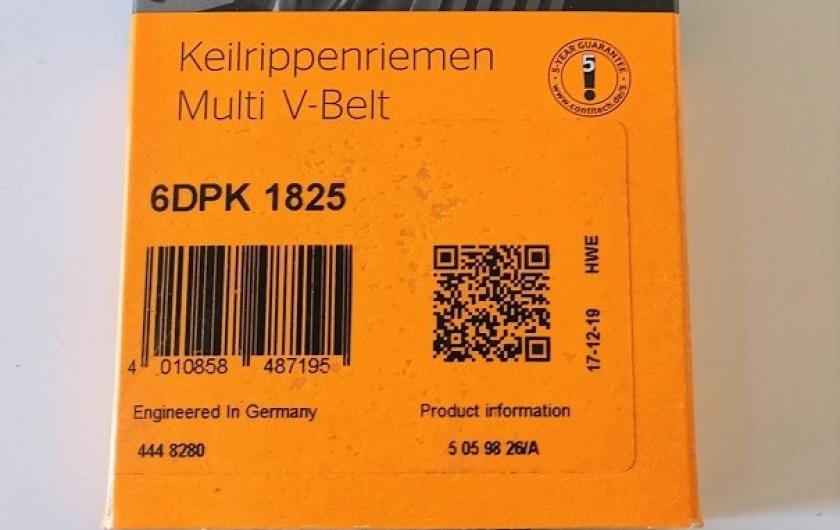 Keilrippenriemen
Multi V-Belt
5-YEAR GUARANTEE
5
www.contitech.de/5
6DPK 1825
4 010858 487195
HWE
17-12-19
Engineered In Germany
Product information
444 8280
5 05 98 26/A